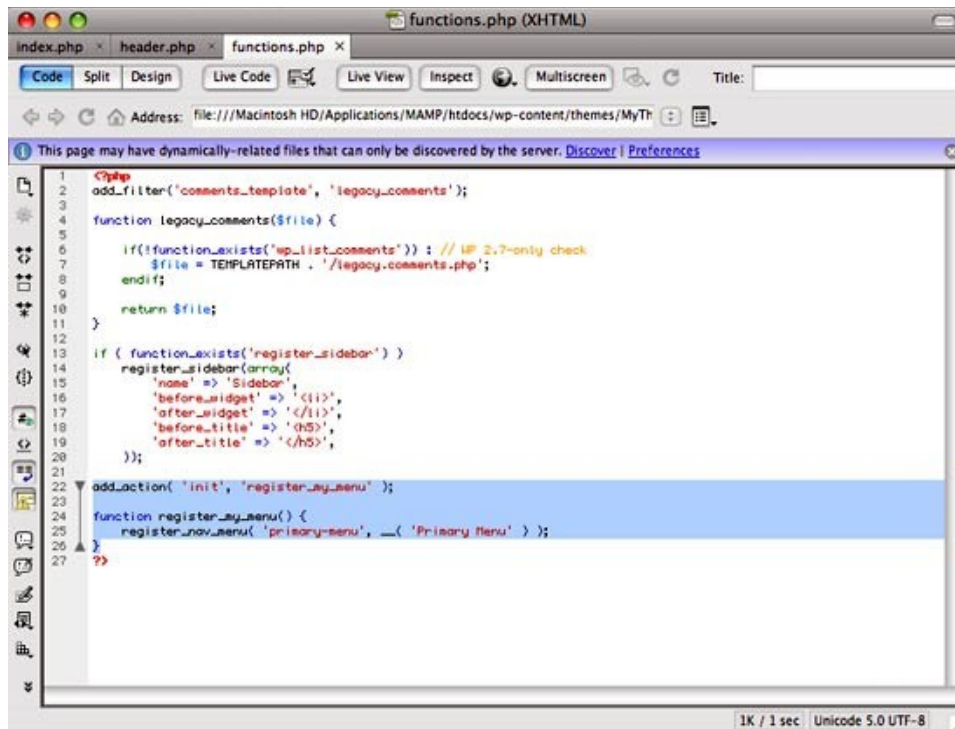 functions.php (XHTML)
index.php × header.php × functions.php ×
Code Split Design Live Code Live View Inspect Multiscreen Title:
Address: file:///Macintosh HD/Applications/MAMP/htdocs/wp-content/themes/MyTh
This page may have dynamically-related files that can only be discovered by the server. Discover | Preferences
1 <?php
2 add_filter('comments_template', 'legacy_comments');
3
4 function legacy_comments($file) {
5
6 if(!function_exists('wp_list_comments')) : // WP 2.7-only check
7 $file = TEMPLATEPATH . '/legacy.comments.php';
8 endif;
9
10 return $file;
11 }
12
13 if ( function_exists('register_sidebar') )
14 register_sidebar(array(
15 'name' => 'Sidebar',
16 'before_widget' => '<li>',
17 'after_widget' => '</li>',
18 'before_title' => '<h5>',
19 'after_title' => '</h5>',
20 ));
21
22 add_action( 'init', 'register_my_menu' );
23
24 function register_my_menu() {
25 register_nav_menu( 'primary-menu', __( 'Primary Menu' ) );
26 }
27 ?>
1K / 1 sec Unicode 5.0 UTF-8